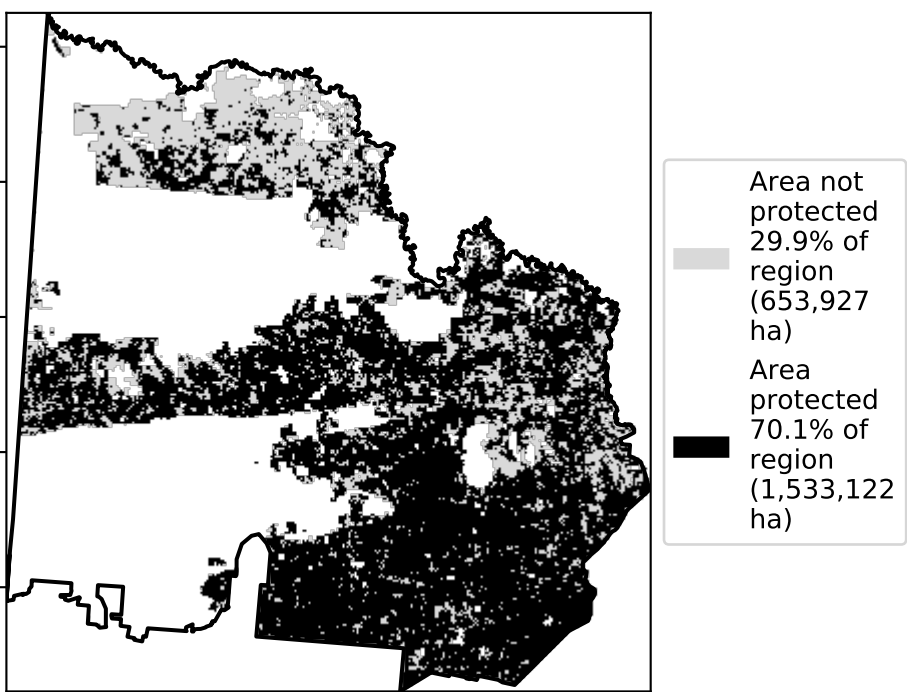 Area not
protected
29.9% of
region
(653,927
ha)
Area
protected
70.1% of
region
(1,533,122
ha)